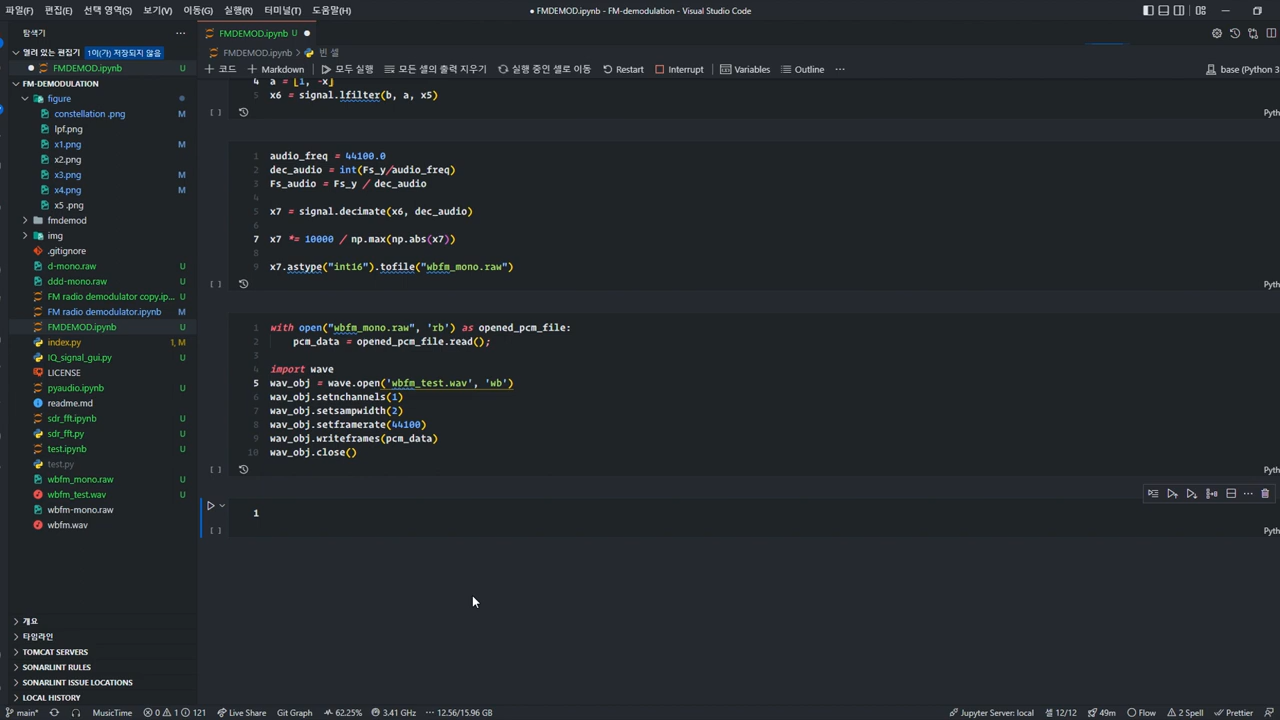 파일(F) 편집(E) 선택 영역(S) 보기(V) 이동(G) 실행(R) 터미널(T) 도움말(H)
● FMDEMOD.ipynb - FM-demodulation - Visual Studio Code
탐색기
열려 있는 편집기 1이(가) 저장되지 않음
FMDEMOD.ipynb U
FM-DEMODULATION
figure
constellation .png M
lpf.png
x1.png M
x2.png
x3.png M
x4.png M
x5 .png
fmdemod
img
.gitignore
d-mono.raw U
ddd-mono.raw U
FM radio demodulator copy.ip... U
FM radio demodulator.ipynb U
FMDEMOD.ipynb U
index.py 1, M
IQ_signal_gui.py U
LICENSE
pyaudio.ipynb U
readme.md
sdr_fft.ipynb U
sdr_fft.py U
test.ipynb U
test.py
wbfm_mono.raw U
wbfm_test.wav U
wbfm-mono.raw
wbfm.wav
개요
타임라인
TOMCAT SERVERS
SONARLINT RULES
SONARLINT ISSUE LOCATIONS
LOCAL HISTORY
FMDEMOD.ipynb U ●
FMDEMOD.ipynb > 빈 셀
+ 코드 + Markdown 모두 실행 모든 셀의 출력 지우기 실행 중인 셀로 이동 Restart Interrupt Variables Outline ...
base (Python 3
4 a = [1, -x]
5 x6 = signal.lfilter(b, a, x5)
[ ] Pyth
1 audio_freq = 44100.0
2 dec_audio = int(Fs_y/audio_freq)
3 Fs_audio = Fs_y / dec_audio
4
5 x7 = signal.decimate(x6, dec_audio)
6
7 x7 *= 10000 / np.max(np.abs(x7))
8
9 x7.astype("int16").tofile("wbfm_mono.raw")
[ ] Pyth
1 with open("wbfm_mono.raw", 'rb') as opened_pcm_file:
2 pcm_data = opened_pcm_file.read();
3
4 import wave
5 wav_obj = wave.open('wbfm_test.wav', 'wb')
6 wav_obj.setnchannels(1)
7 wav_obj.setsampwidth(2)
8 wav_obj.setframerate(44100)
9 wav_obj.writeframes(pcm_data)
10 wav_obj.close()
[ ] Pyth
1
[ ] Pyth
main* MusicTime 0 1 121 Live Share Git Graph 62.25% 3.41 GHz 12.56/15.96 GB Jupyter Server: local 셀 12/12 49m Flow 2 Spell Prettier